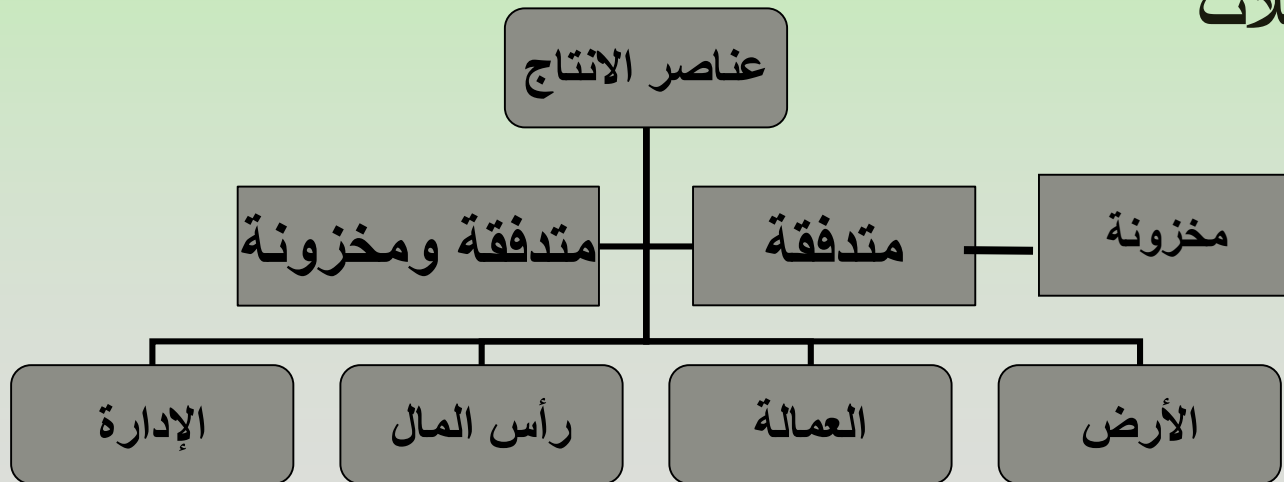 عناصر الانتاج
مخزونة
متدفقة
متدفقة ومخزونة
الأرض
العمالة
رأس المال
الإدارة